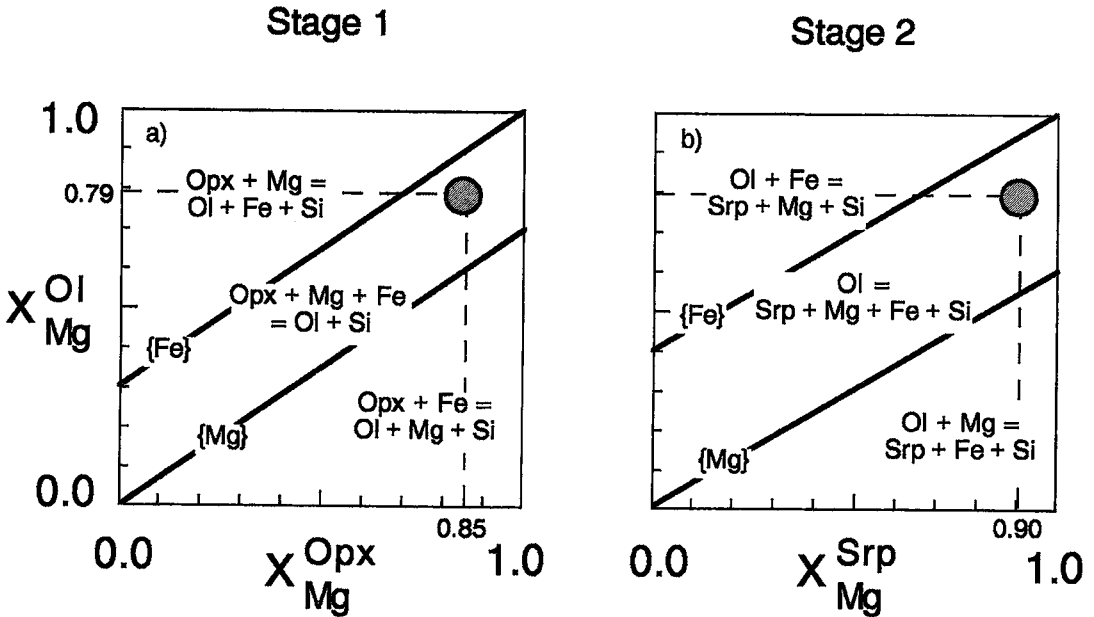 Stage 1
Stage 2
a)
1.0
0.79
0.0
X Ol Mg
Opx + Mg =
Ol + Fe + Si
Opx + Mg + Fe
= Ol + Si
{Fe}
{Mg}
Opx + Fe =
Ol + Mg + Si
0.85
0.0
1.0
X Opx Mg
b)
Ol + Fe =
Srp + Mg + Si
Ol =
Srp + Mg + Fe + Si
{Fe}
{Mg}
Ol + Mg =
Srp + Fe + Si
0.90
0.0
1.0
X Srp Mg